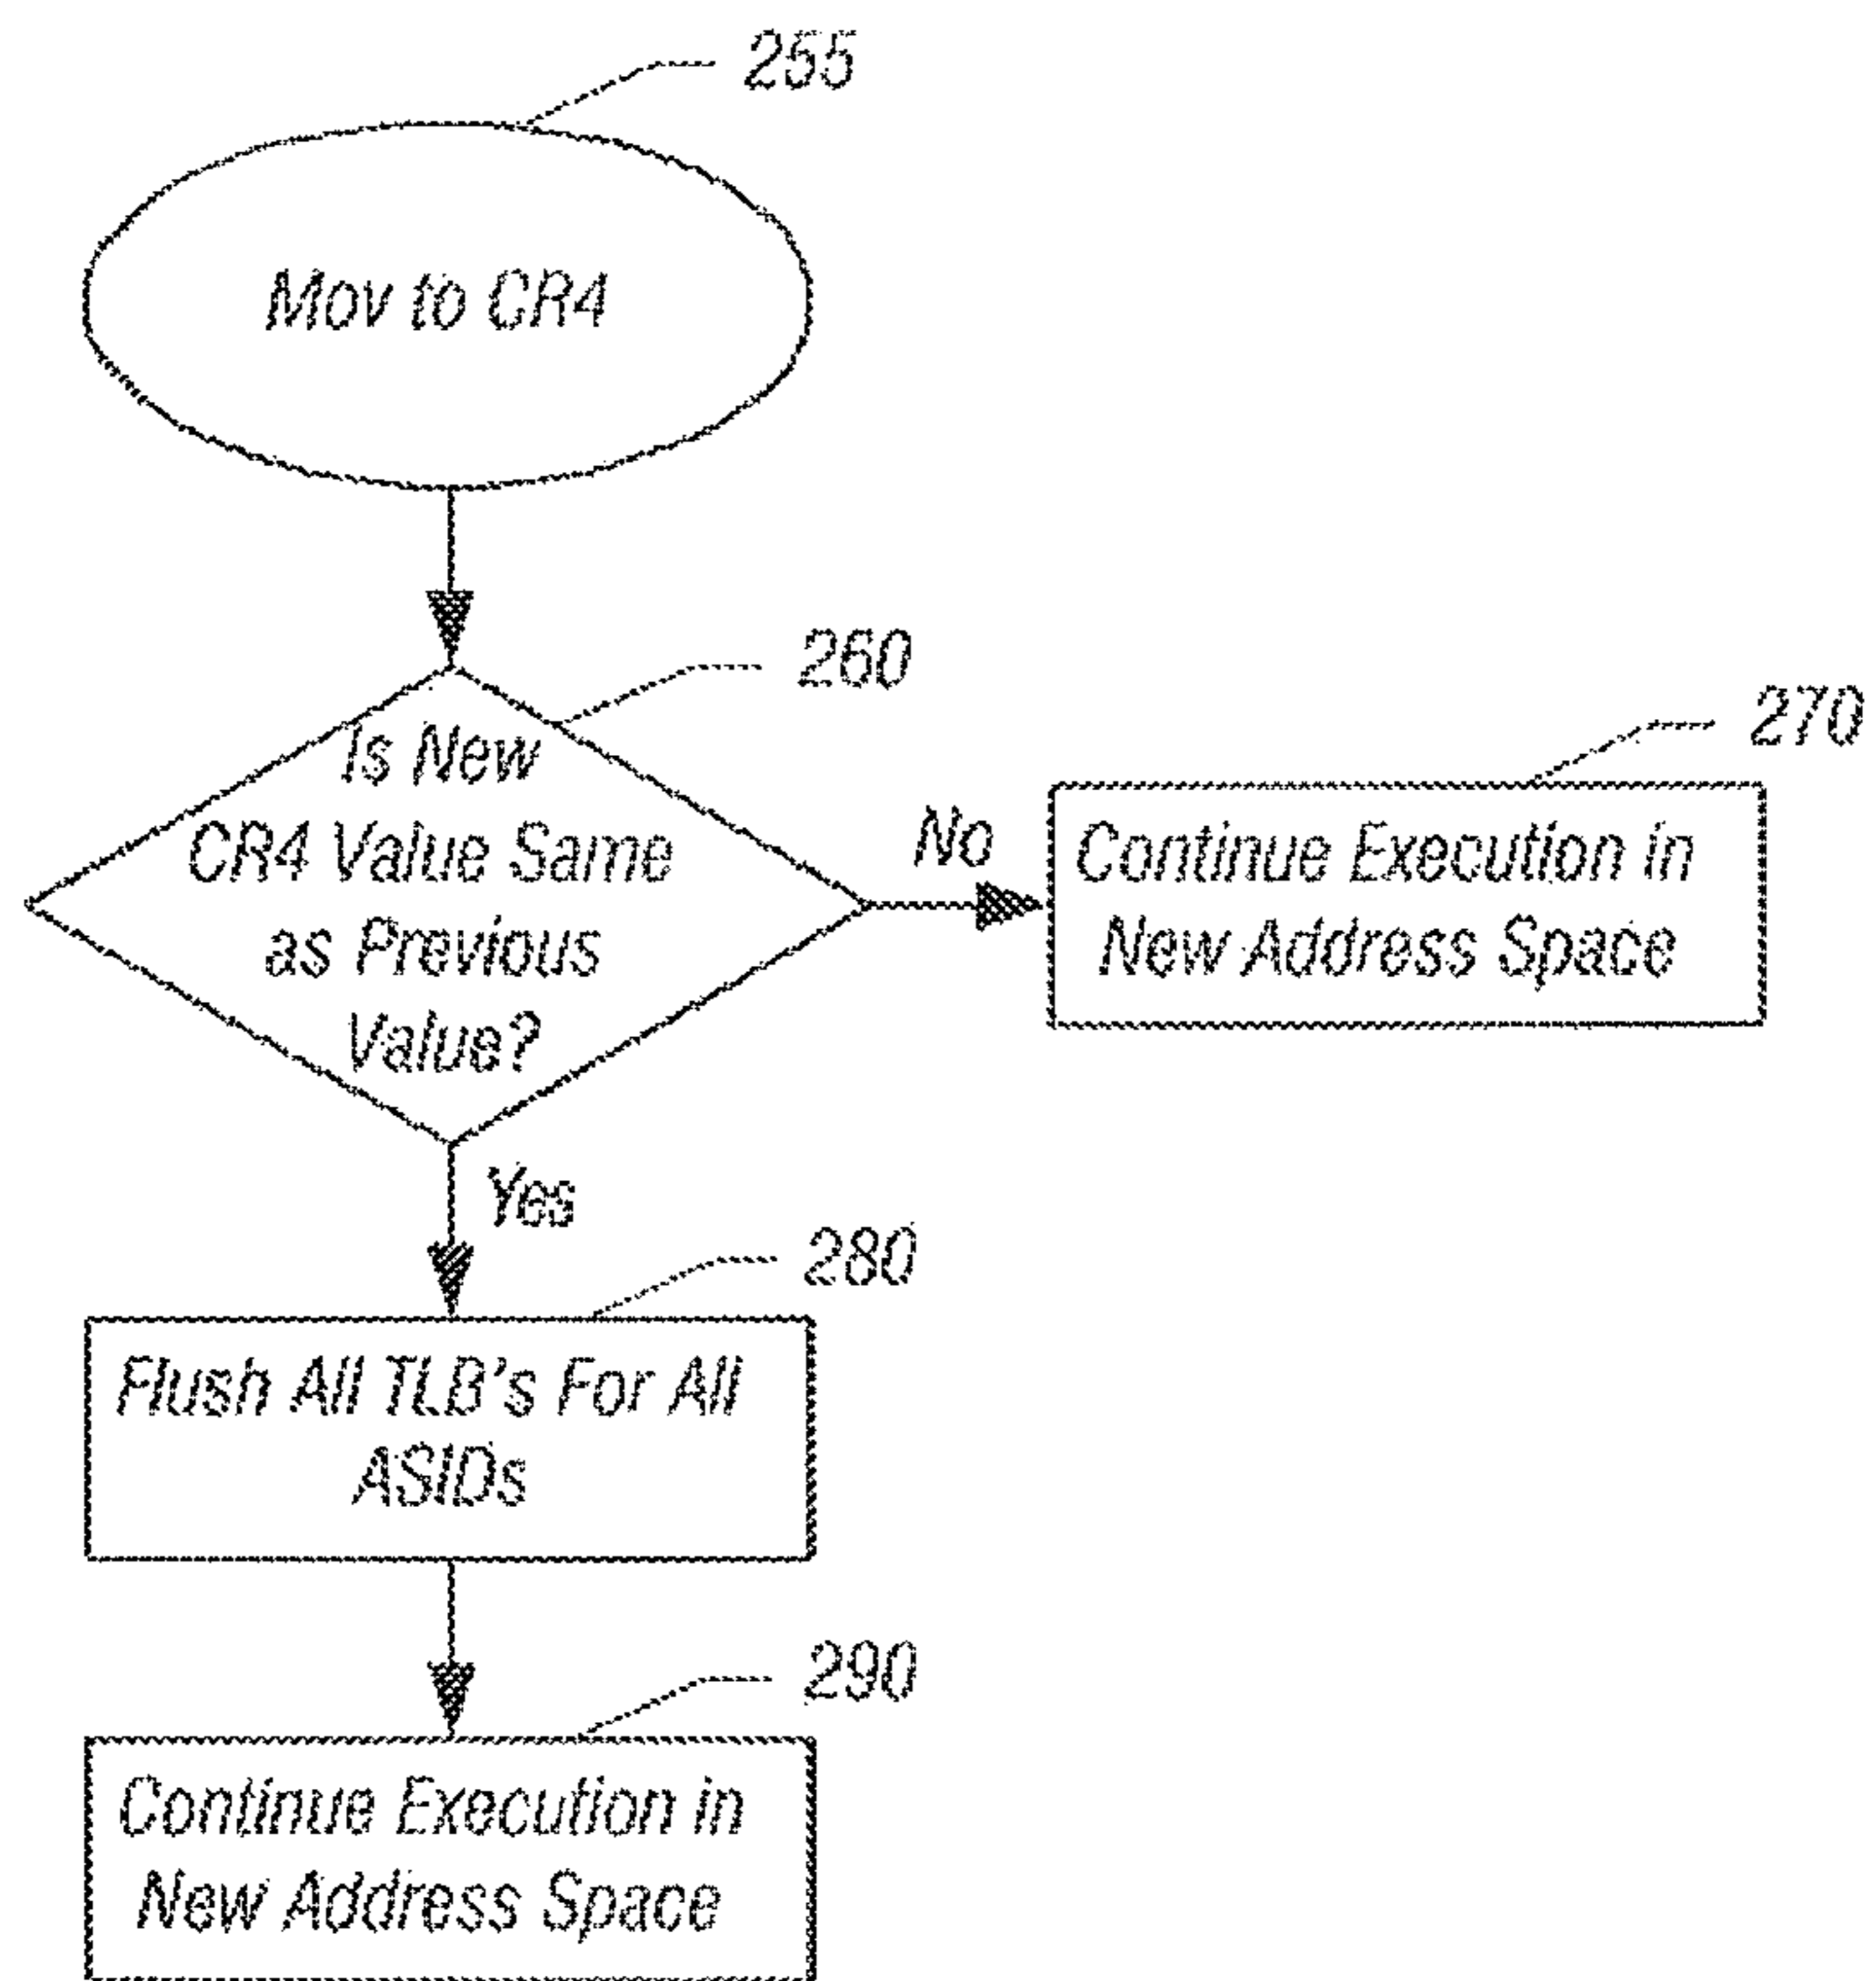 255
Mov to CR4
260
Is New
CR4 Value Same
as Previous
Value?
270
No
Continue Execution in
New Address Space
Yes
280
Flush All TLB's For All
ASIDs
290
Continue Execution in
New Address Space